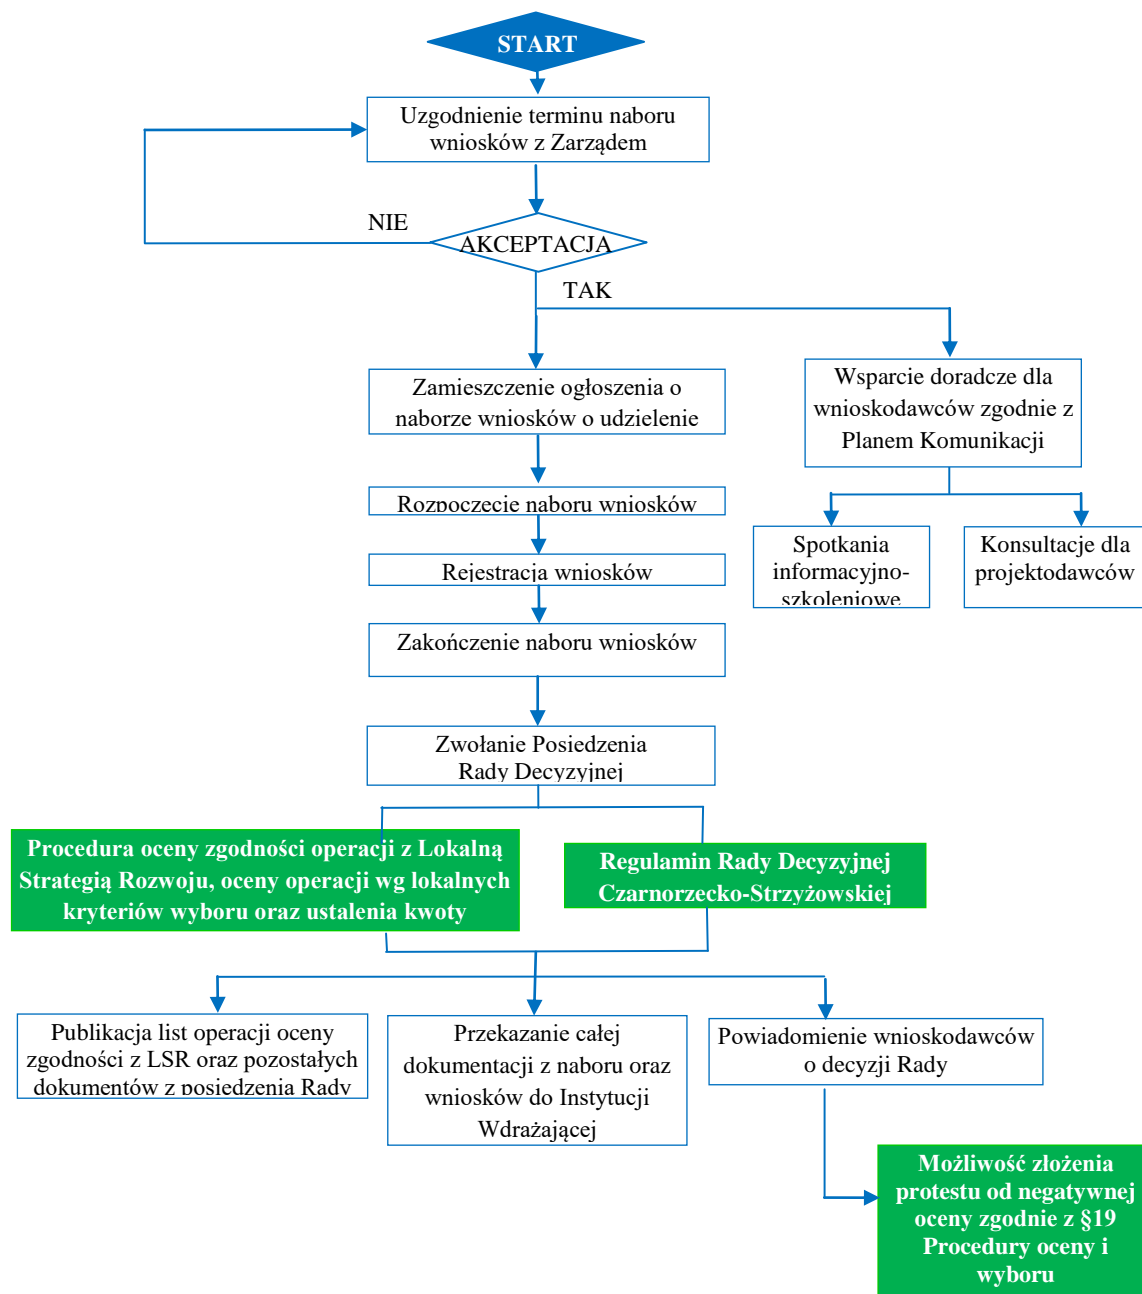 START
Uzgodnienie terminu naboru
wniosków z Zarządem
NIE
AKCEPTACJA
TAK
Zamieszczenie ogłoszenia o
naborze wniosków o udzielenie
Wsparcie doradcze dla
wnioskodawców zgodnie z
Planem Komunikacji
Rozpoczęcie naboru wniosków
Rejestracja wniosków
Zakończenie naboru wniosków
Spotkania
informacyjno-
szkoleniowe
Konsultacje dla
projektodawców
Zwołanie Posiedzenia
Rady Decyzyjnej
Procedura oceny zgodności operacji z Lokalną
Strategią Rozwoju, oceny operacji wg lokalnych
kryteriów wyboru oraz ustalenia kwoty
Regulamin Rady Decyzyjnej
Czarnorzecko-Strzyżowskiej
Publikacja list operacji oceny
zgodności z LSR oraz pozostałych
dokumentów z posiedzenia Rady
Przekazanie całej
dokumentacji z naboru oraz
wniosków do Instytucji
Wdrażającej
Powiadomienie wnioskodawców
o decyzji Rady
Możliwość złożenia
protestu od negatywnej
oceny zgodnie z §19
Procedury oceny i
wyboru